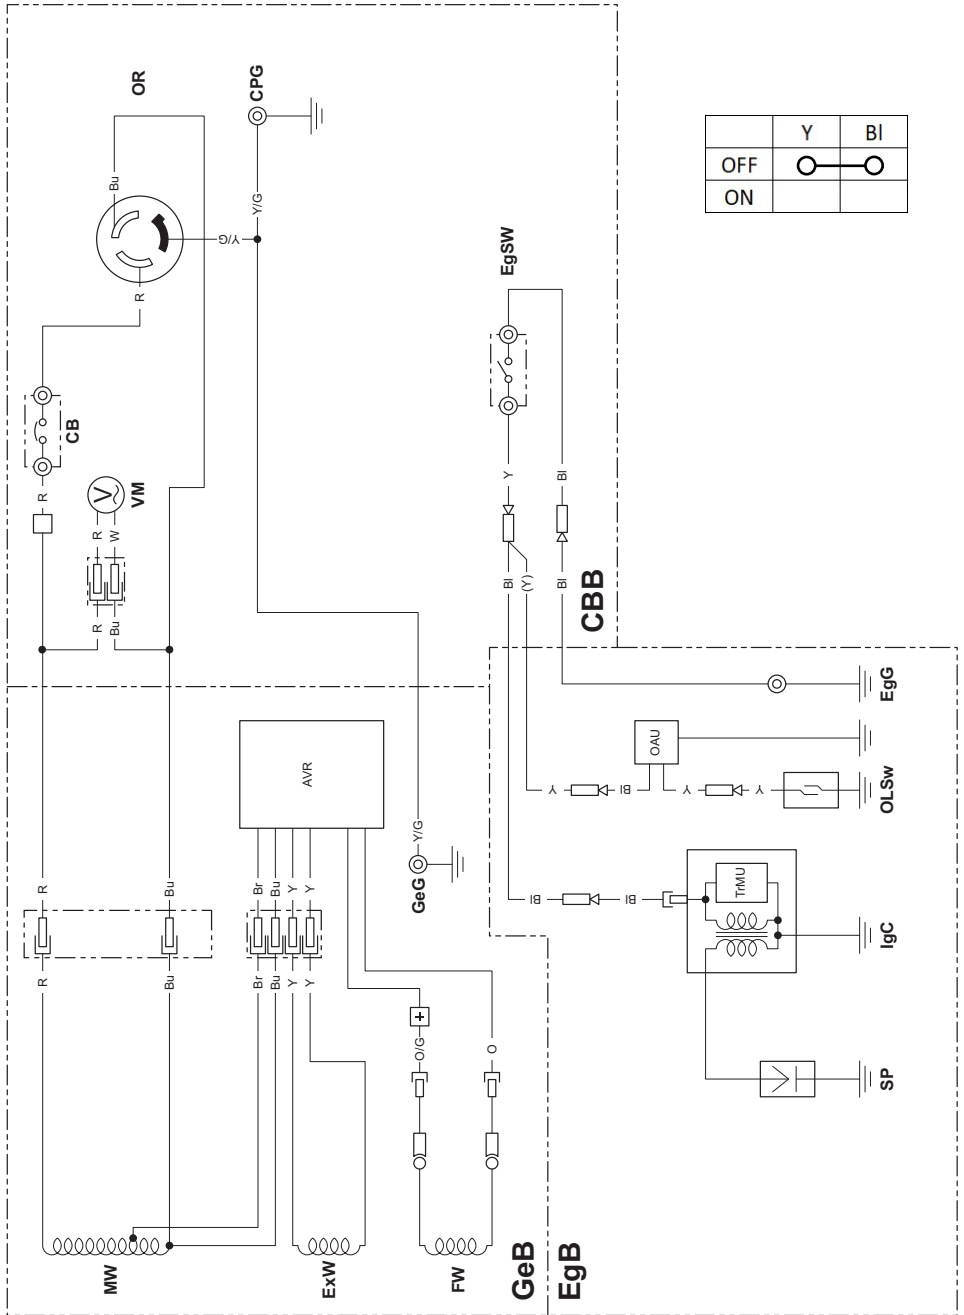 OR
CPG
Bu
Y/G
Y/G
R
Y
Bl
OFF
ON
EgSW
CB
R
V
VM
R
W
R
Bu
Y
Bl
Bl
(Y)
Bl
CBB
AVR
Y/G
GeG
EgG
OAU
OLSw
Y
Bl
Y
Y
Bl
Bl
TrMU
IgC
SP
R
Bu
Br
Bu
Y
Y
R
Bu
Br
Bu
Y
Y
+
O/G
O
MW
ExW
FW
GeB
EgB